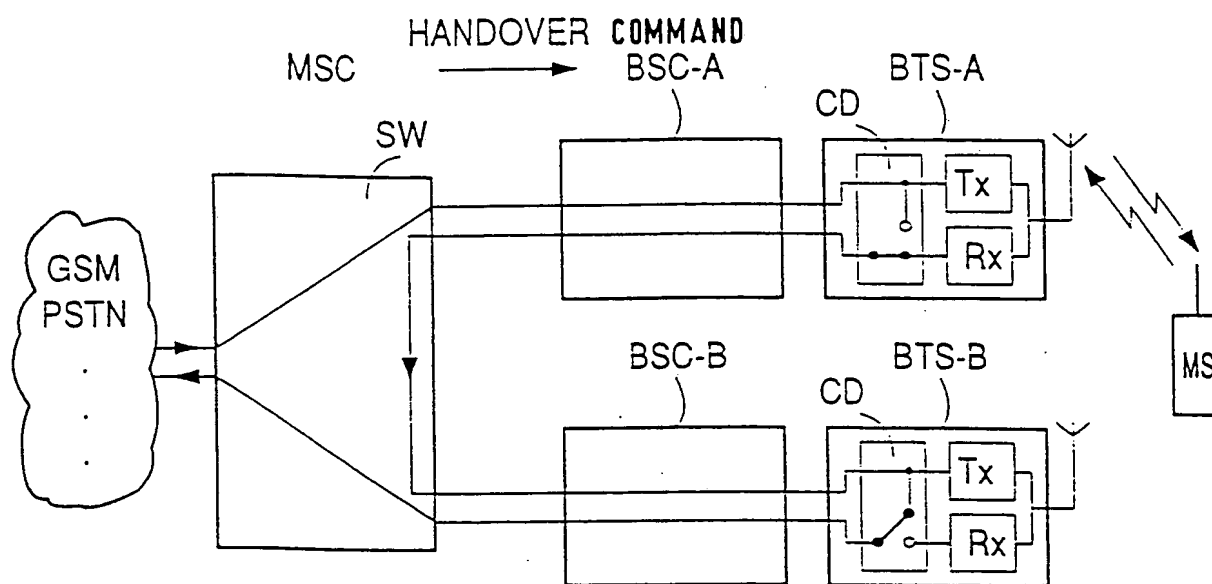 HANDOVER COMMAND
MSC
BSC-A
BTS-A
SW
CD
Tx
Rx
GSM
PSTN
MS
BSC-B
BTS-B
CD
Tx
Rx